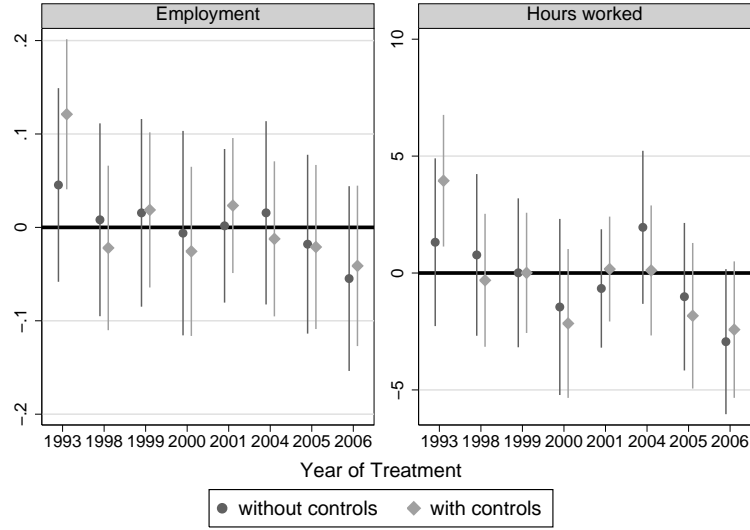 Employment
Hours worked
.2
.1
0
-.1
-.2
10
5
0
-5
1993 1998 1999 2000 2001 2004 2005 2006
1993 1998 1999 2000 2001 2004 2005 2006
Year of Treatment
without controls
with controls